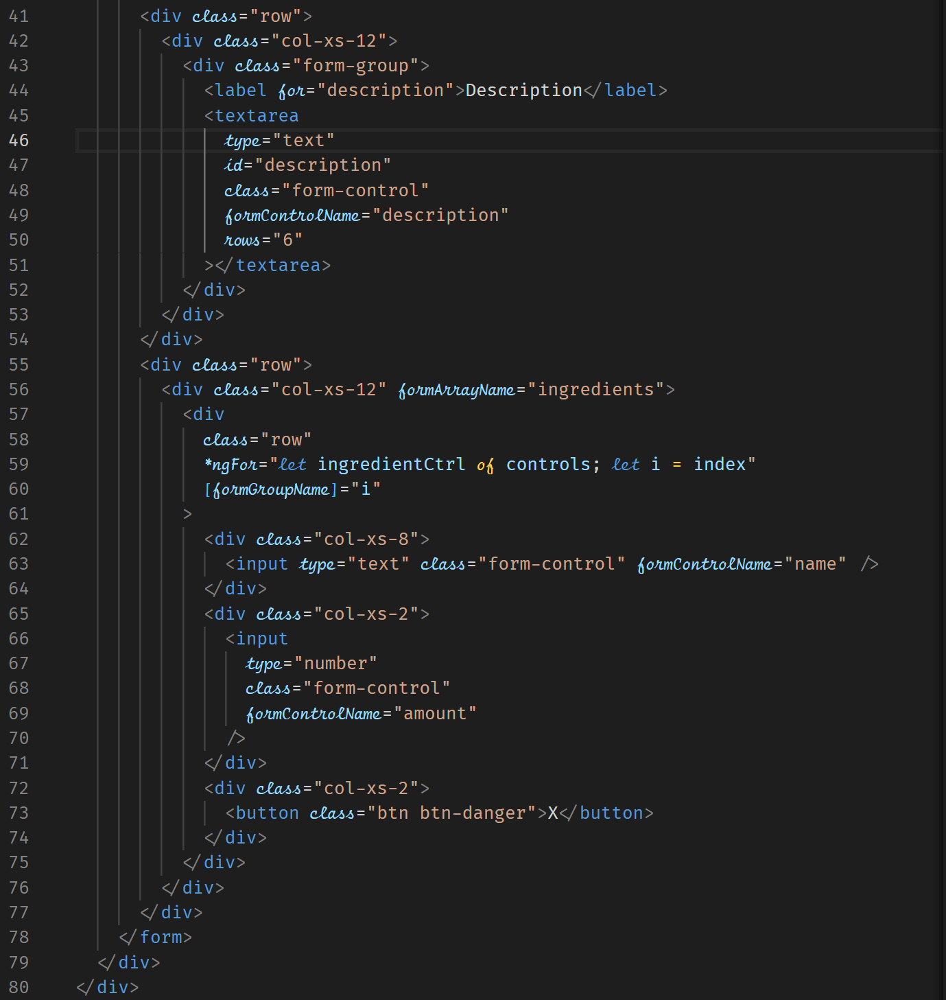 41 <div class="row">
42 <div class="col-xs-12">
43 <div class="form-group">
44 <label for="description">Description</label>
45 <textarea
46 type="text"
47 id="description"
48 class="form-control"
49 formControlName="description"
50 rows="6"
51 ></textarea>
52 </div>
53 </div>
54 </div>
55 <div class="row">
56 <div class="col-xs-12" formArrayName="ingredients">
57 <div
58 class="row"
59 *ngFor="let ingredientCtrl of controls; let i = index"
60 [formGroupName]="i"
61 >
62 <div class="col-xs-8">
63 <input type="text" class="form-control" formControlName="name" />
64 </div>
65 <div class="col-xs-2">
66 <input
67 type="number"
68 class="form-control"
69 formControlName="amount"
70 />
71 </div>
72 <div class="col-xs-2">
73 <button class="btn btn-danger">X</button>
74 </div>
75 </div>
76 </div>
77 </div>
78 </form>
79 </div>
80 </div>